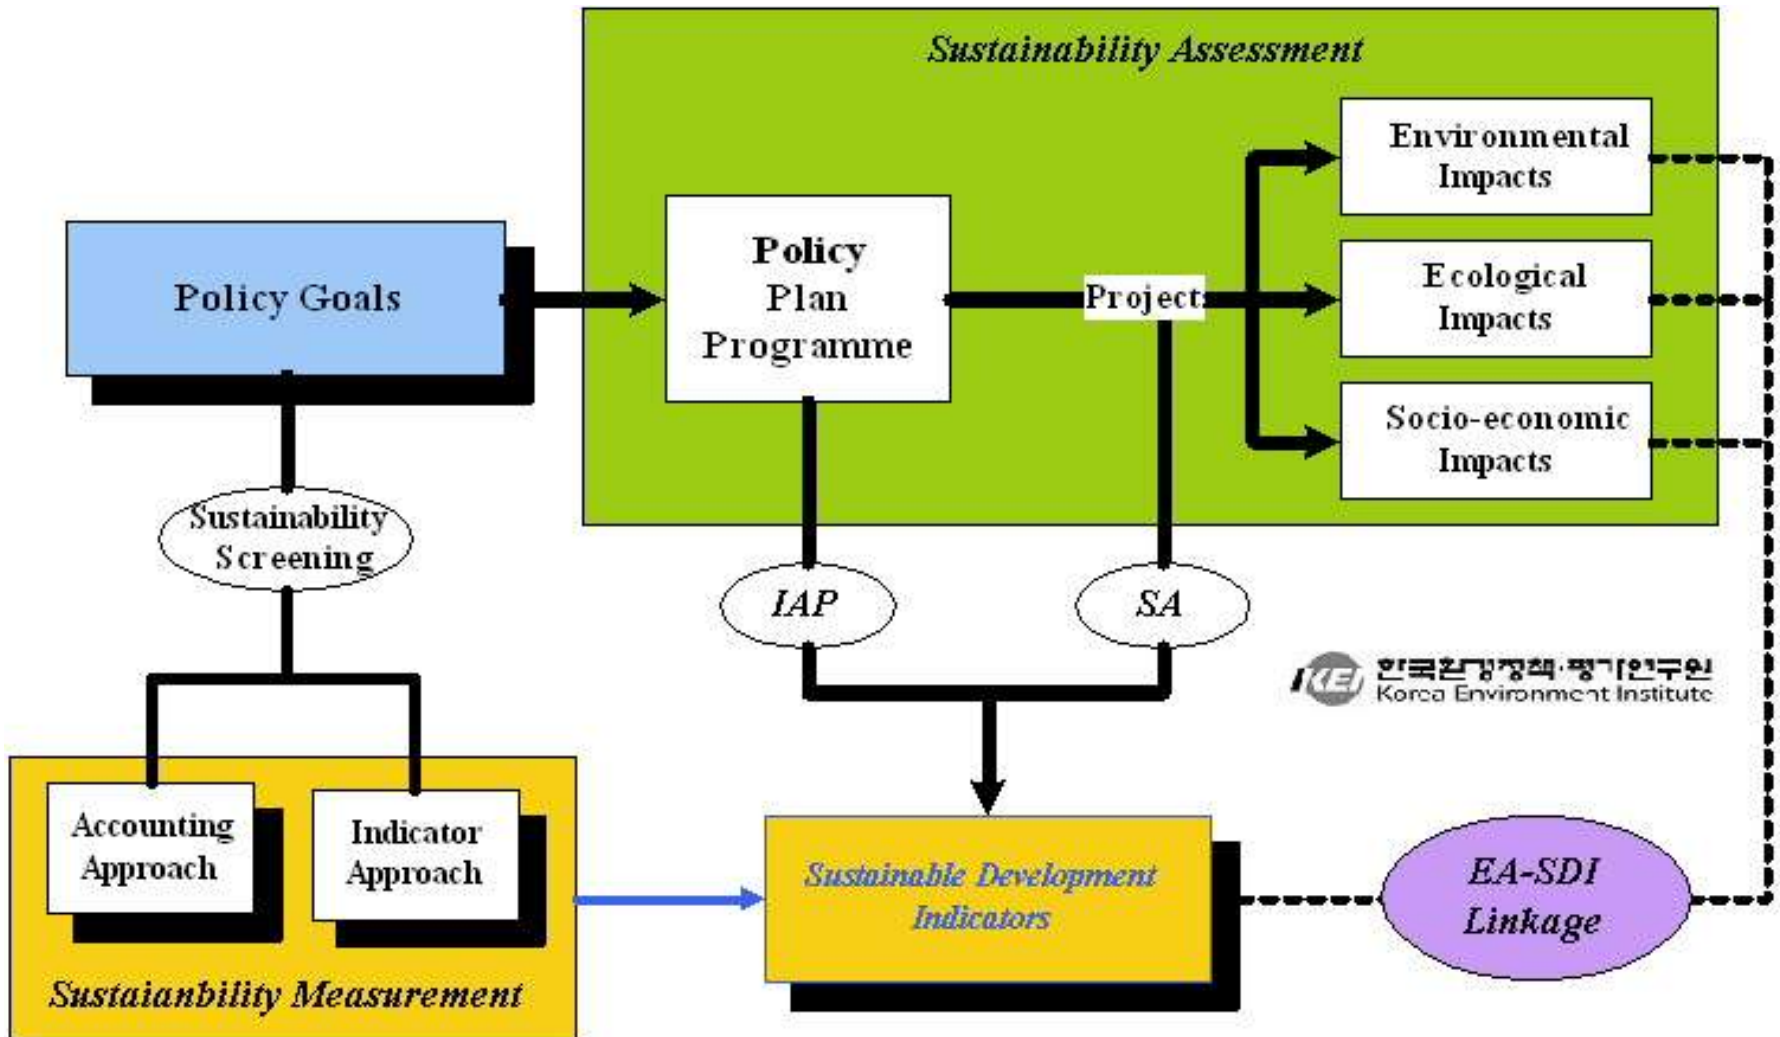 Sustainability Assessment
Environmental
Impacts
Policy
Plan
Programme
Policy Goals
Project
Ecological
Impacts
Socio-economic
Impacts
Sustainability
Screening
IAP
SA
KEI
한국환경정책·평가연구원
Korea Environment Institute
Accounting
Approach
Indicator
Approach
Sustaianbility Measurement
Sustainable Development
Indicators
EA-SDI
Linkage